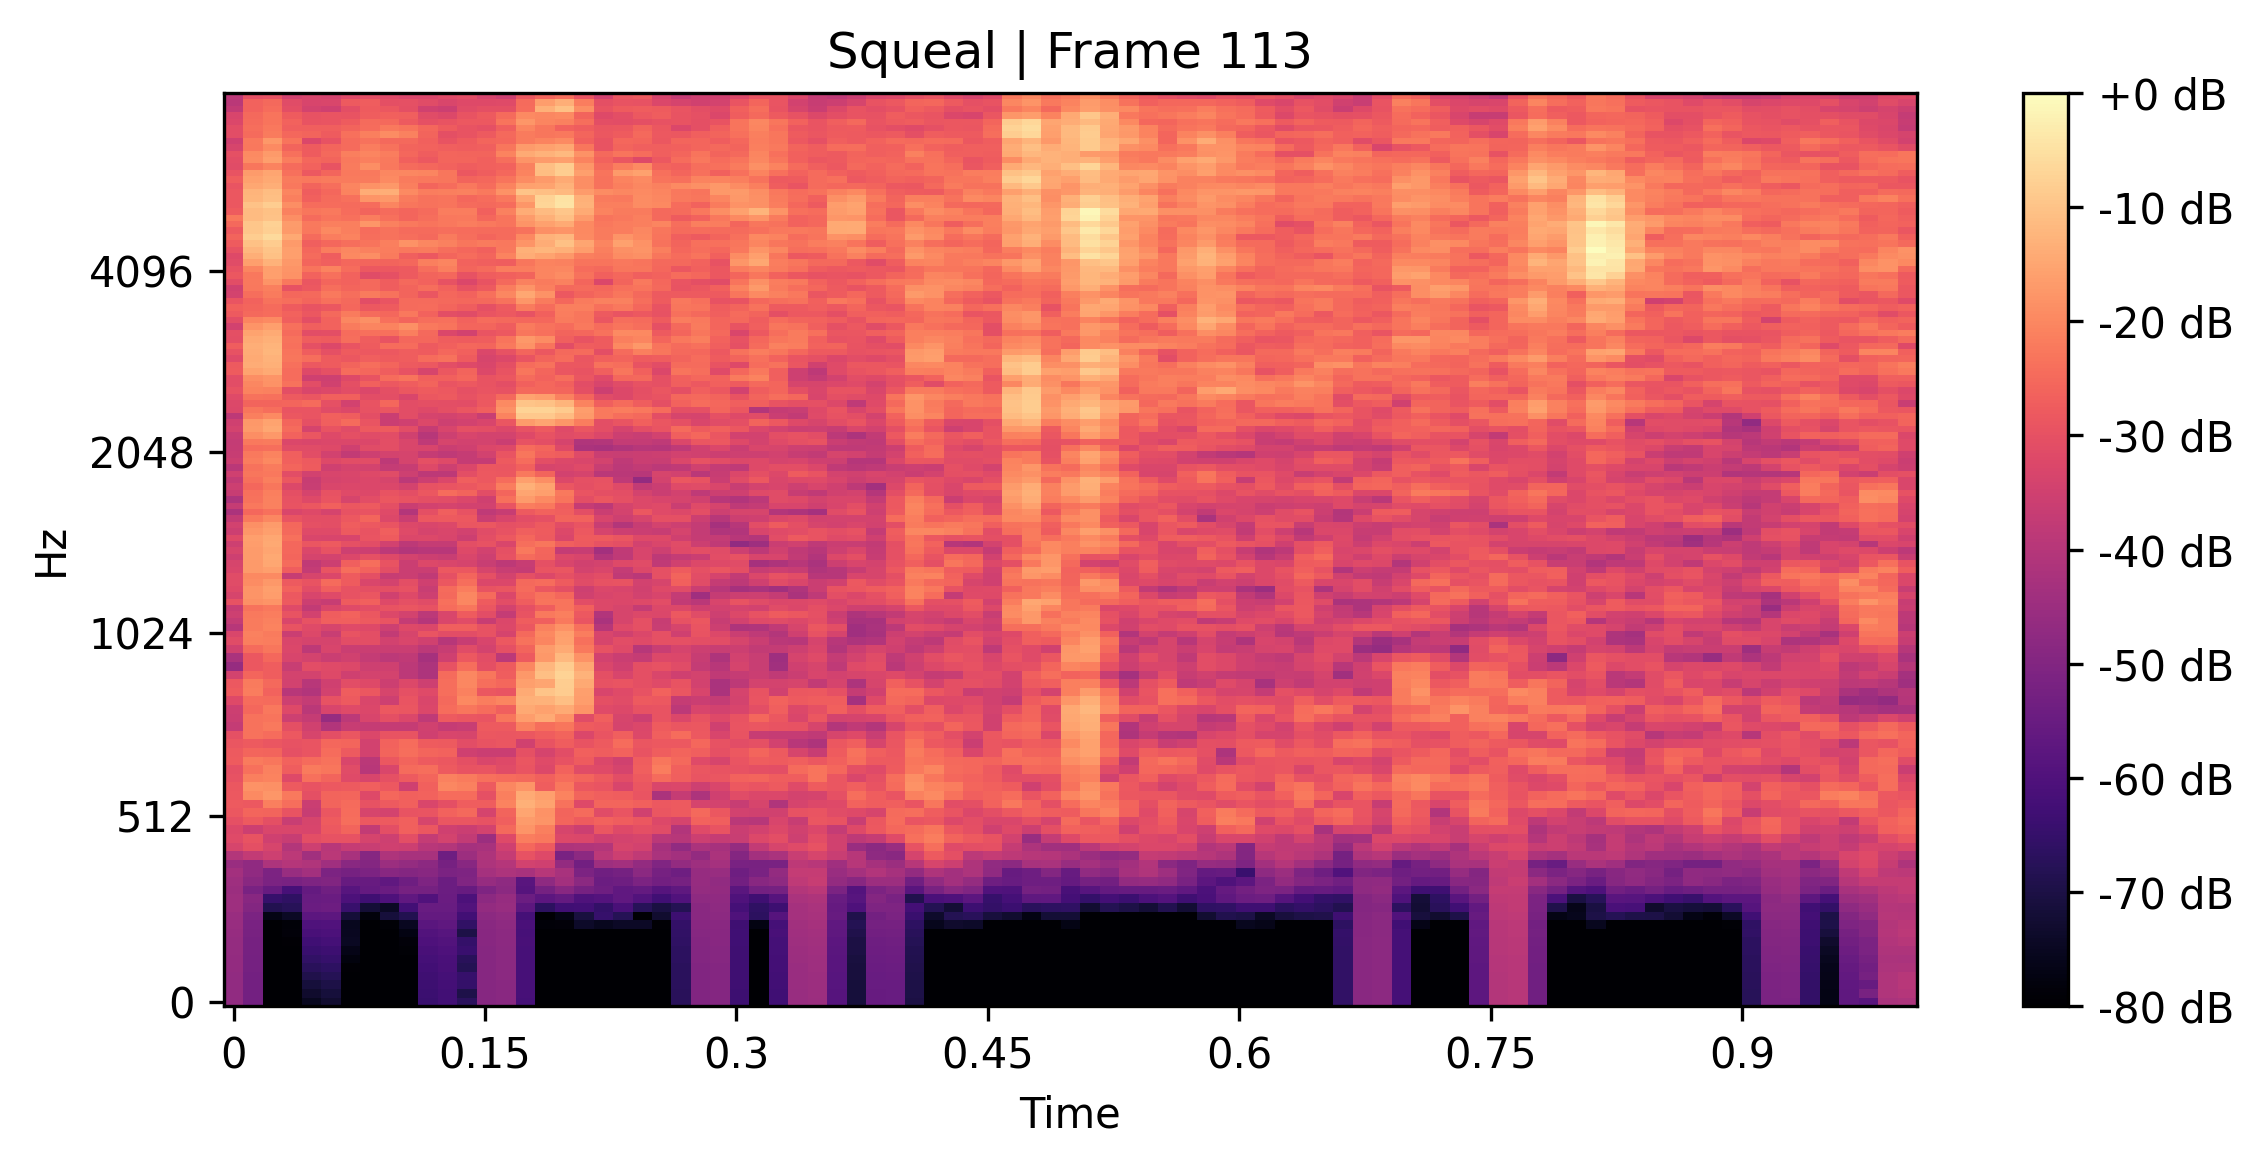 Squeal | Frame 113
+0 dB
-10 dB
-20 dB
-30 dB
-40 dB
-50 dB
-60 dB
-70 dB
-80 dB
Hz
4096
2048
1024
512
0
0 0.15 0.3 0.45 0.6 0.75 0.9
Time